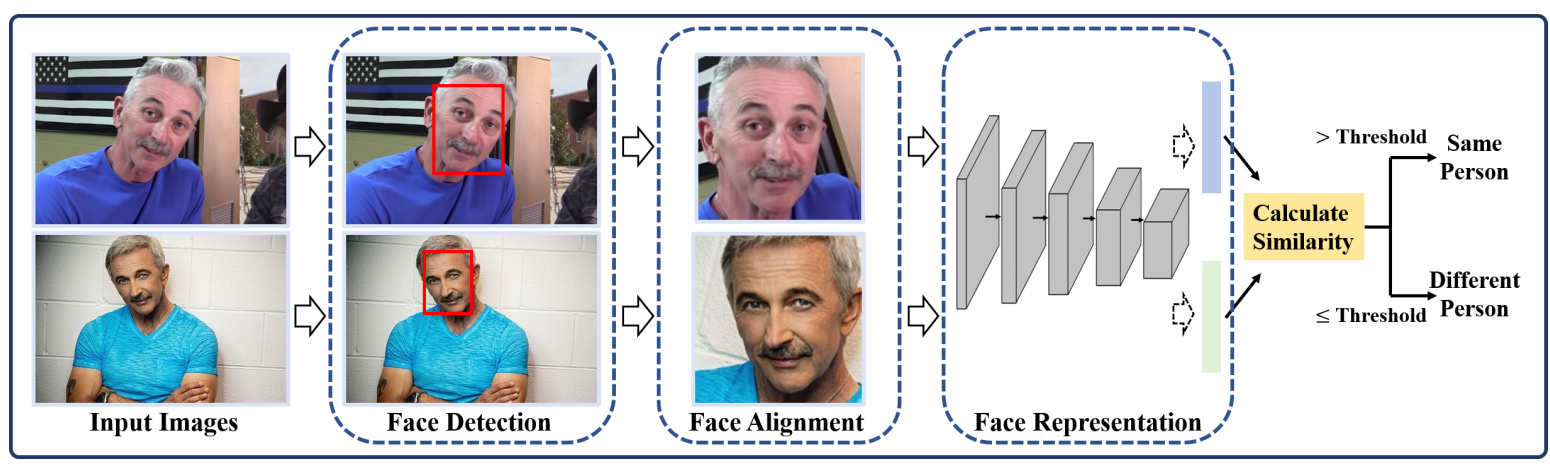 Input Images
Face Detection
Face Alignment
Face Representation
Calculate
Similarity
> Threshold
Same
Person
≤ Threshold
Different
Person